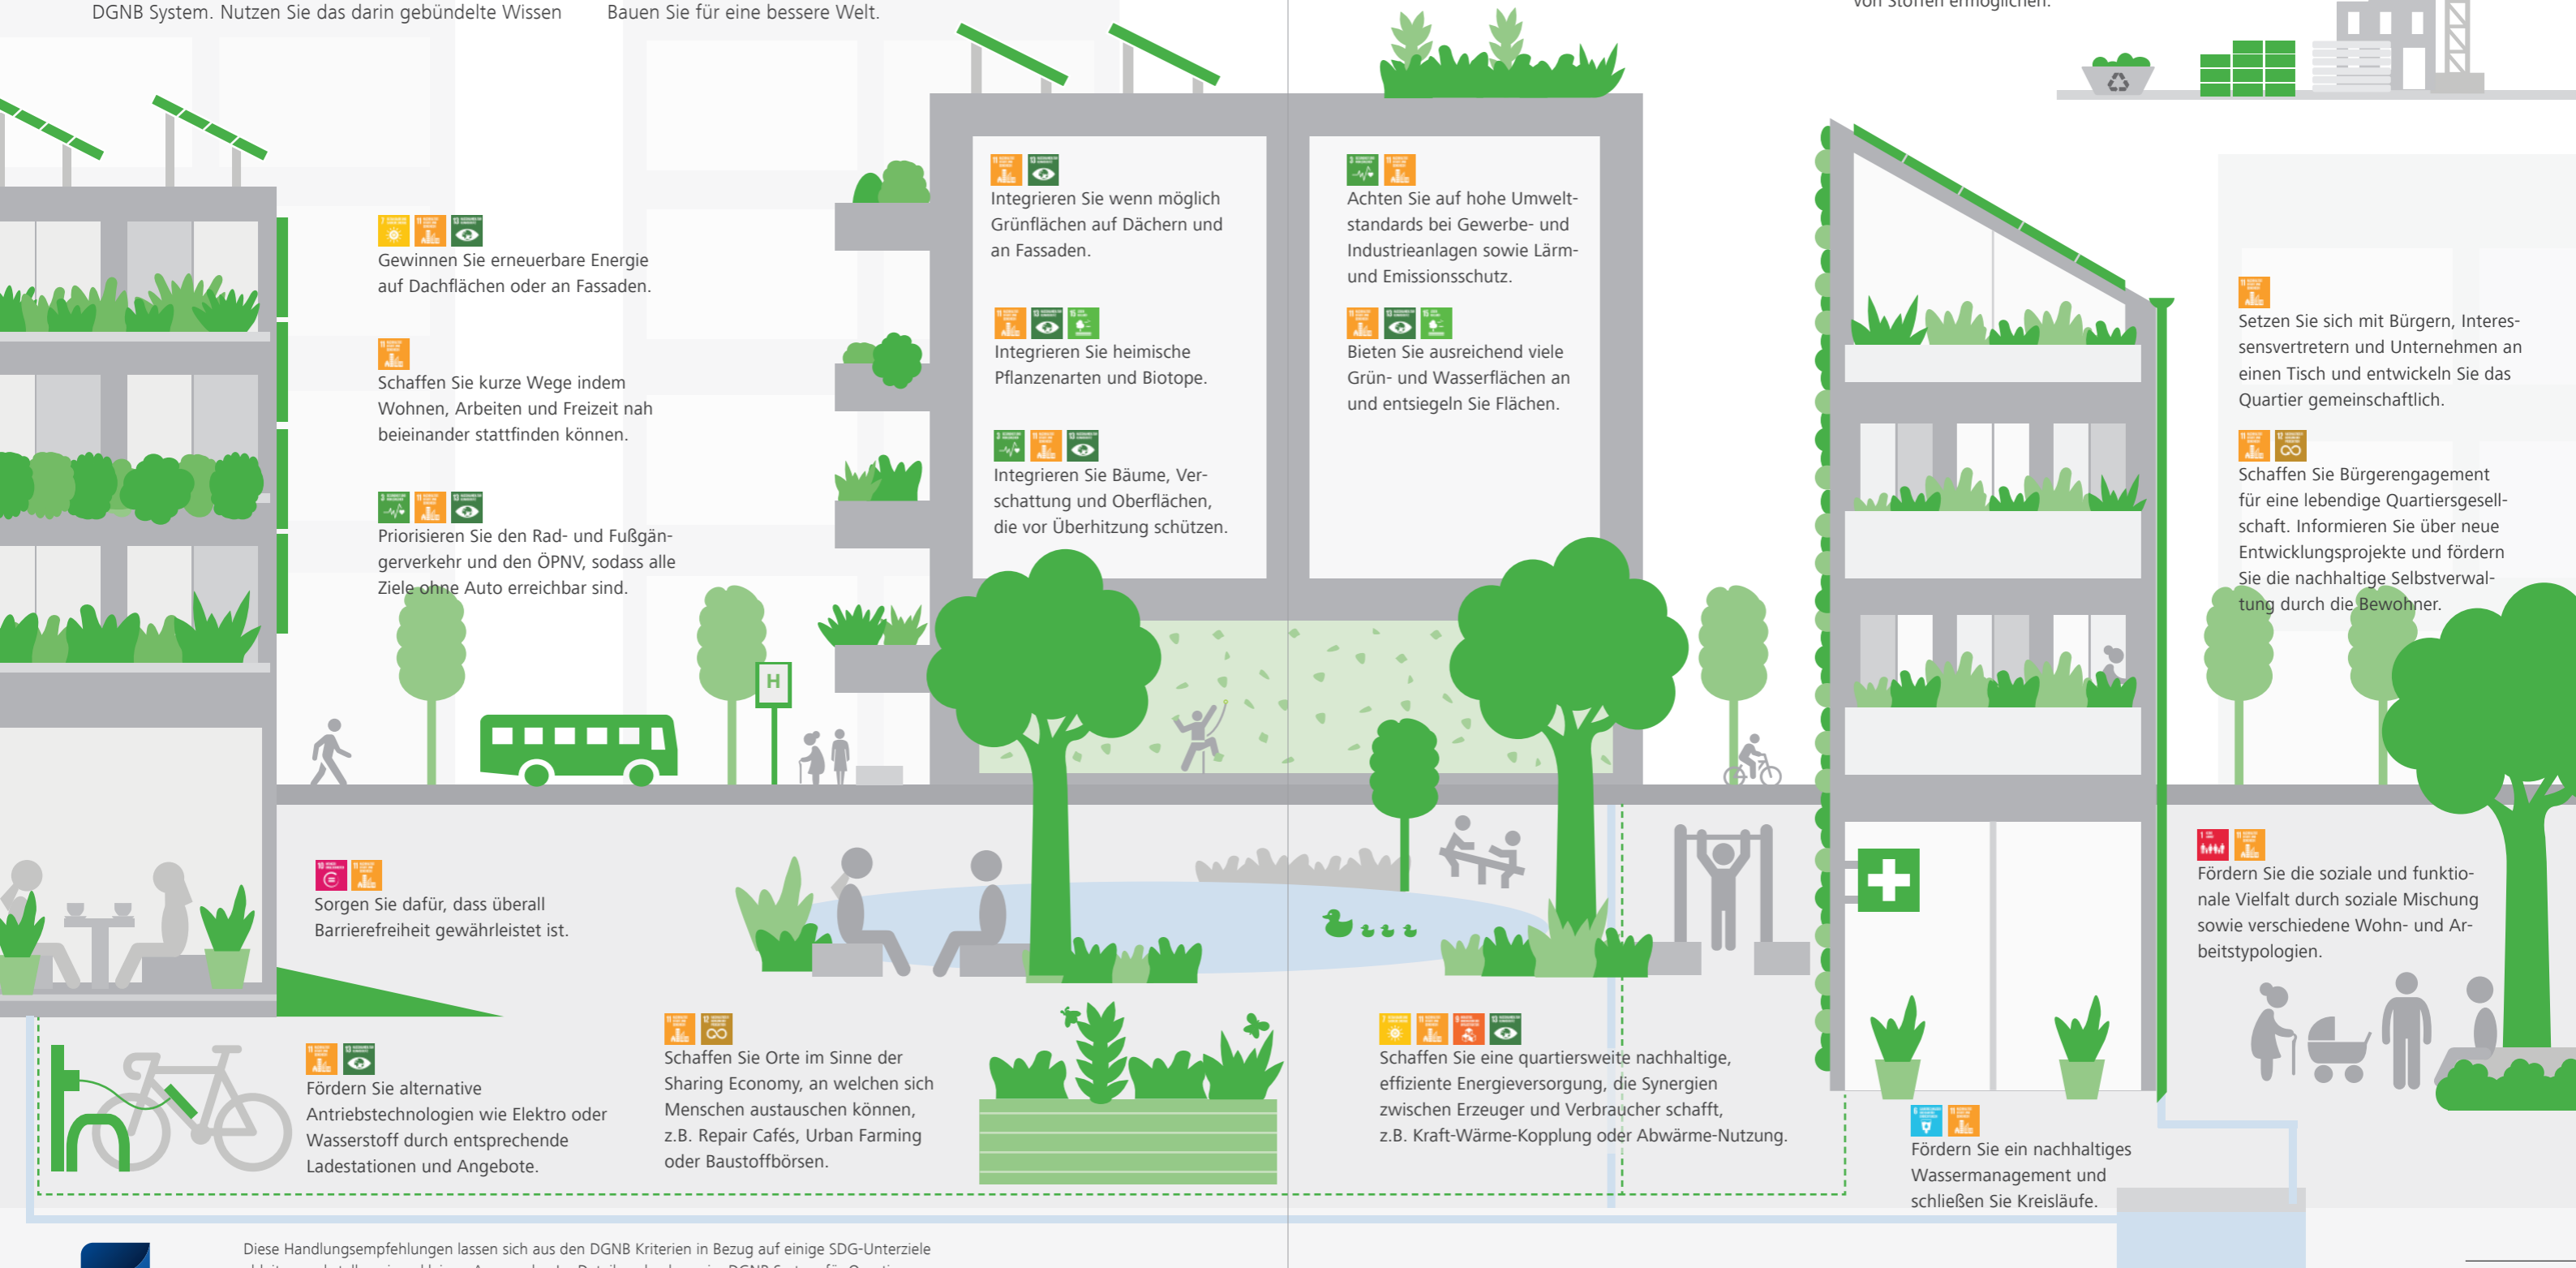 DGNB System. Nutzen Sie das darin gebündelte Wissen
Bauen Sie für eine bessere Welt.
von Stoffen ermöglichen.
Gewinnen Sie erneuerbare Energie
auf Dachflächen oder an Fassaden.
Schaffen Sie kurze Wege indem
Wohnen, Arbeiten und Freizeit nah
beieinander stattfinden können.
Priorisieren Sie den Rad- und Fußgän-
gerverkehr und den ÖPNV, sodass alle
Ziele ohne Auto erreichbar sind.
H
Integrieren Sie wenn möglich
Grünflächen auf Dächern und
an Fassaden.
Integrieren Sie heimische
Pflanzenarten und Biotope.
Integrieren Sie Bäume, Ver-
schattung und Oberflächen,
die vor Überhitzung schützen.
Achten Sie auf hohe Umwelt-
standards bei Gewerbe- und
Industrieanlagen sowie Lärm-
und Emissionsschutz.
Bieten Sie ausreichend viele
Grün- und Wasserflächen an
und entsiegeln Sie Flächen.
Setzen Sie sich mit Bürgern, Interes-
sensvertretern und Unternehmen an
einen Tisch und entwickeln Sie das
Quartier gemeinschaftlich.
Schaffen Sie Bürgerengagement
für eine lebendige Quartiersgesell-
schaft. Informieren Sie über neue
Entwicklungsprojekte und fördern
Sie die nachhaltige Selbstverwal-
tung durch die Bewohner.
Sorgen Sie dafür, dass überall
Barrierefreiheit gewährleistet ist.
Fördern Sie die soziale und funktio-
nale Vielfalt durch soziale Mischung
sowie verschiedene Wohn- und Ar-
beitstypologien.
Fördern Sie alternative
Antriebstechnologien wie Elektro oder
Wasserstoff durch entsprechende
Ladestationen und Angebote.
Schaffen Sie Orte im Sinne der
Sharing Economy, an welchen sich
Menschen austauschen können,
z.B. Repair Cafés, Urban Farming
oder Baustoffbörsen.
Schaffen Sie eine quartiersweite nachhaltige,
effiziente Energieversorgung, die Synergien
zwischen Erzeuger und Verbraucher schafft,
z.B. Kraft-Wärme-Kopplung oder Abwärme-Nutzung.
Fördern Sie ein nachhaltiges
Wassermanagement und
schließen Sie Kreisläufe.
Diese Handlungsempfehlungen lassen sich aus den DGNB Kriterien in Bezug auf einige SDG-Unterziele